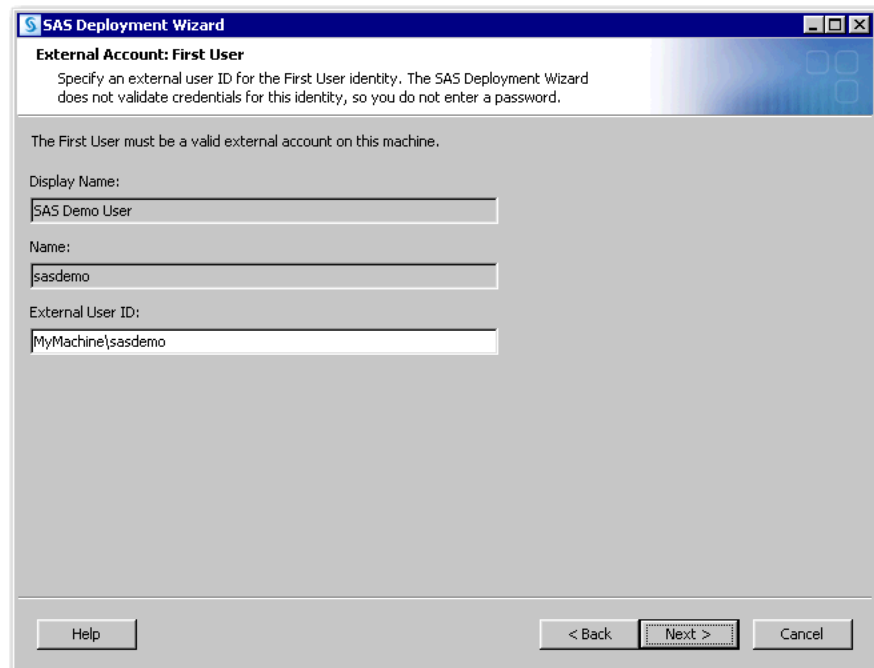 SAS Deployment Wizard
External Account: First User
Specify an external user ID for the First User identity. The SAS Deployment Wizard
does not validate credentials for this identity, so you do not enter a password.
The First User must be a valid external account on this machine.
Display Name:
SAS Demo User
Name:
sasdemo
External User ID:
MyMachine\sasdemo
Help
< Back
Next >
Cancel